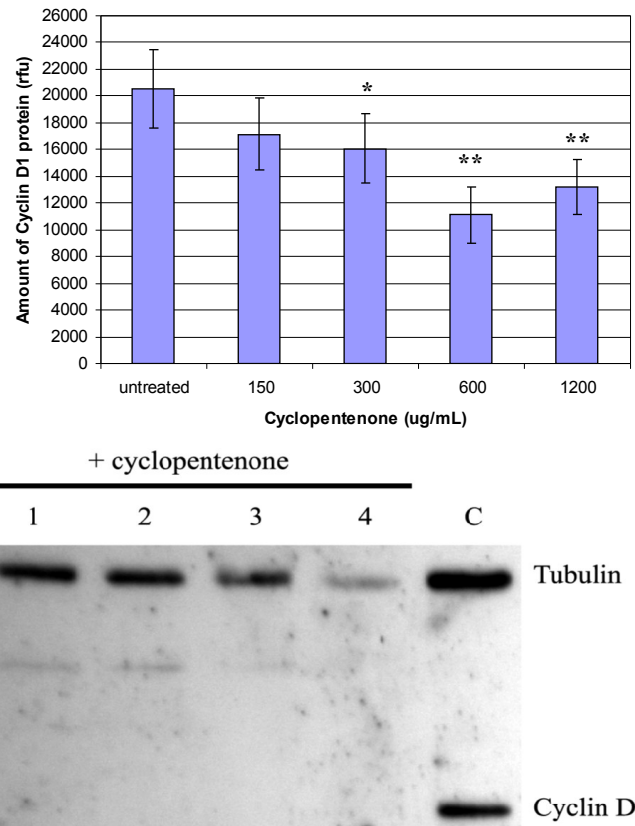 26000
24000
22000
20000
18000
16000
14000
12000
10000
8000
6000
4000
2000
0
Amount of Cyclin D1 protein (rfu)
*
**
**
untreated 150 300 600 1200
Cyclopentenone (ug/mL)
+ cyclopentenone
1 2 3 4 C
Tubulin
Cyclin D